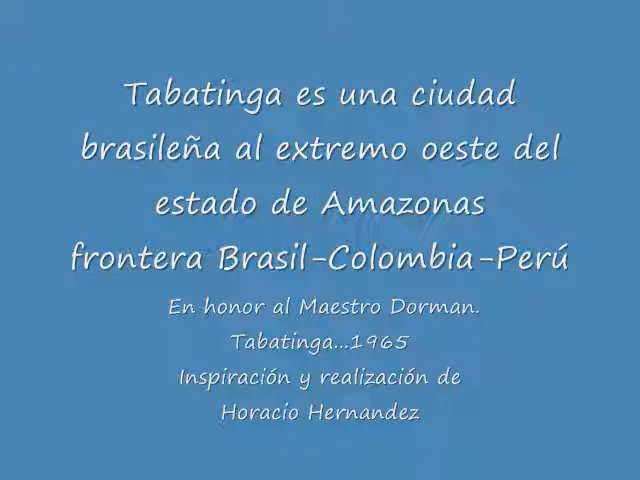 Tabatinga es una ciudad
brasileña al extremo oeste del
estado de Amazonas
frontera Brasil-Colombia-Perú
En honor al Maestro Dorman.
Tabatinga...1965
Inspiración y realización de
Horacio Hernandez